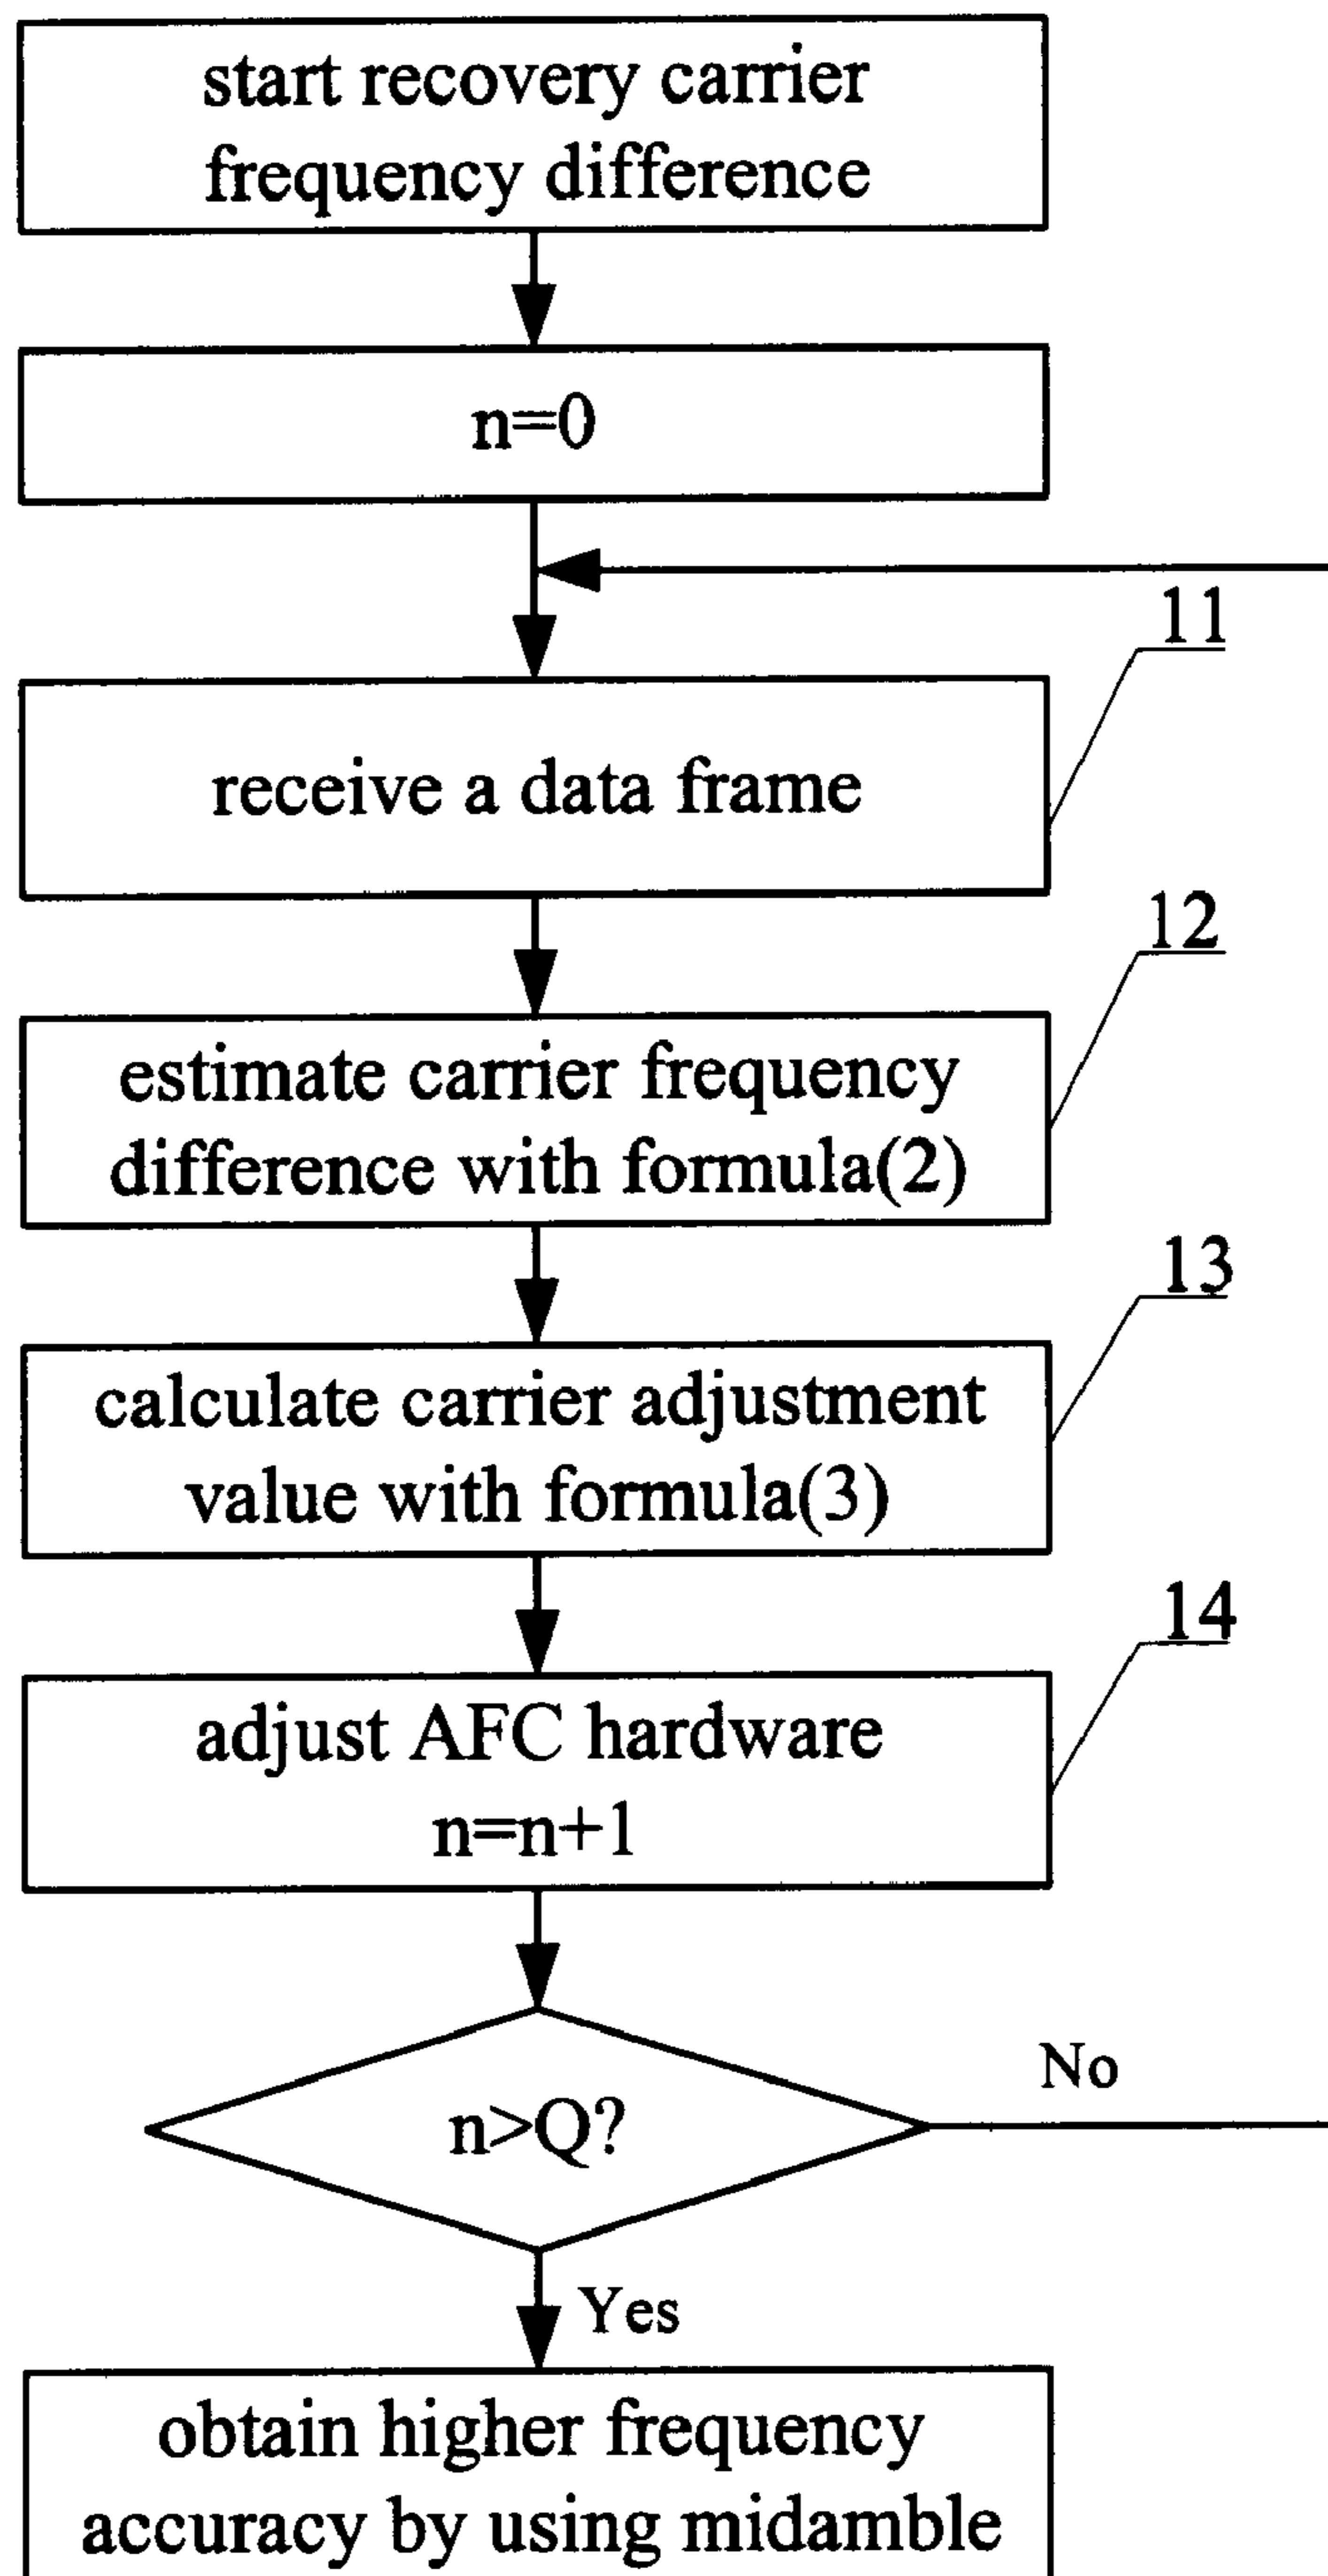 start recovery carrier
frequency difference
n=0
11
receive a data frame
12
estimate carrier frequency
difference with formula(2)
13
calculate carrier adjustment
value with formula(3)
14
adjust AFC hardware
n=n+1
No
n>Q?
Yes
obtain higher frequency
accuracy by using midamble